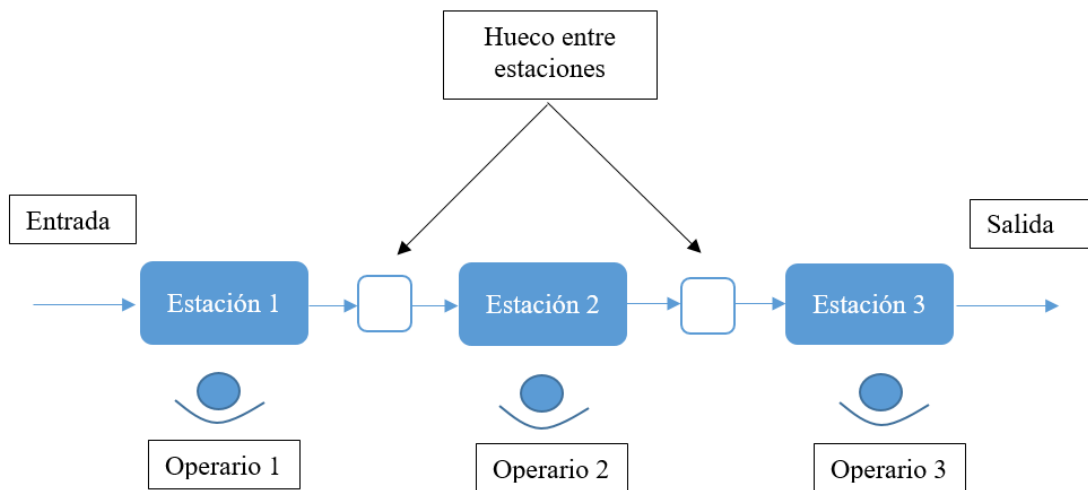 Hueco entre
estaciones
Entrada
Salida
Estación 1
Estación 2
Estación 3
Operario 1
Operario 2
Operario 3